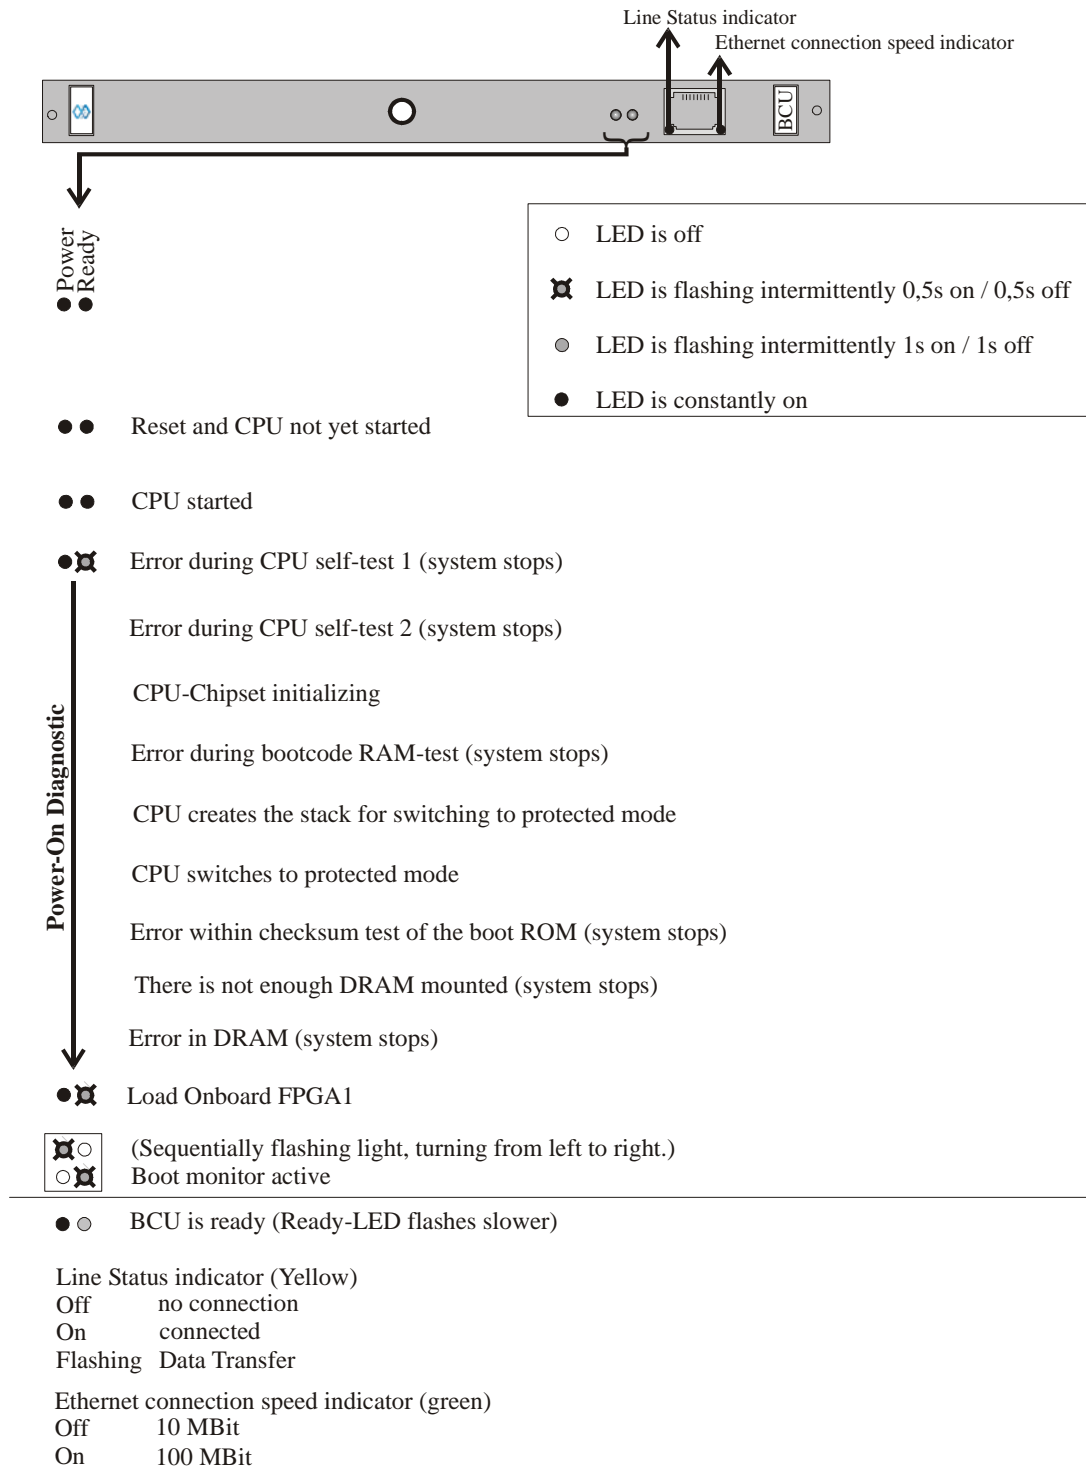 Line Status indicator
Ethernet connection speed indicator
BCU
Power
Ready
LED is off
LED is flashing intermittently 0,5s on / 0,5s off
LED is flashing intermittently 1s on / 1s off
LED is constantly on
Reset and CPU not yet started
CPU started
Error during CPU self-test 1 (system stops)
Error during CPU self-test 2 (system stops)
CPU-Chipset initializing
Error during bootcode RAM-test (system stops)
CPU creates the stack for switching to protected mode
CPU switches to protected mode
Error within checksum test of the boot ROM (system stops)
There is not enough DRAM mounted (system stops)
Error in DRAM (system stops)
Power-On Diagnostic
Load Onboard FPGA1
(Sequentially flashing light, turning from left to right.)
Boot monitor active
BCU is ready (Ready-LED flashes slower)
Line Status indicator (Yellow)
Off no connection
On connected
Flashing Data Transfer
Ethernet connection speed indicator (green)
Off 10 MBit
On 100 MBit